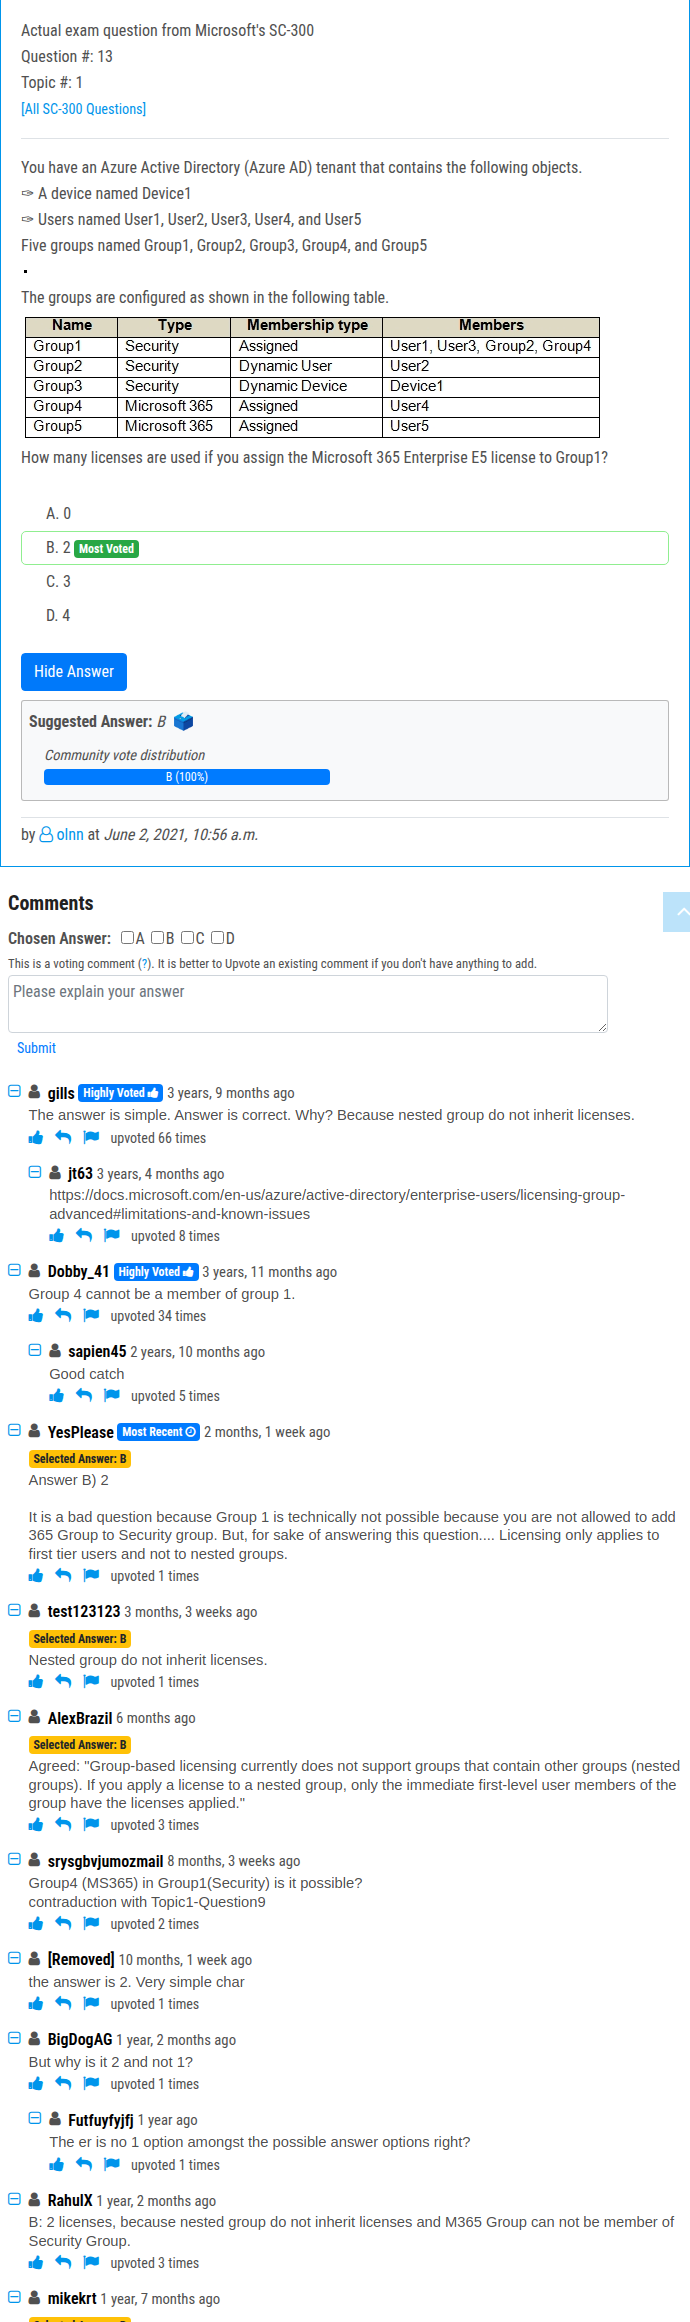 Actual exam question from Microsoft's SC-300
Question #: 13
Topic #: 1
[All SC-300 Questions]
You have an Azure Active Directory (Azure AD) tenant that contains the following objects.
✑ A device named Device1
✑ Users named User1, User2, User3, User4, and User5
Five groups named Group1, Group2, Group3, Group4, and Group5
.
The groups are configured as shown in the following table.
Name Type Membership type Members
Group1 Security Assigned User1, User3, Group2, Group4
Group2 Security Dynamic User User2
Group3 Security Dynamic Device Device1
Group4 Microsoft 365 Assigned User4
Group5 Microsoft 365 Assigned User5
How many licenses are used if you assign the Microsoft 365 Enterprise E5 license to Group1?
A. 0
B. 2 Most Voted
C. 3
D. 4
Hide Answer
Suggested Answer: B
Community vote distribution
B (100%)
by olnn at June 2, 2021, 10:56 a.m.
Comments
Chosen Answer: A B C D
This is a voting comment (?). It is better to Upvote an existing comment if you don't have anything to add.
Please explain your answer
Submit
gills Highly Voted 3 years, 9 months ago
The answer is simple. Answer is correct. Why? Because nested group do not inherit licenses.
upvoted 66 times
jt63 3 years, 4 months ago
https://docs.microsoft.com/en-us/azure/active-directory/enterprise-users/licensing-group-
advanced#limitations-and-known-issues
upvoted 8 times
Dobby_41 Highly Voted 3 years, 11 months ago
Group 4 cannot be a member of group 1.
upvoted 34 times
sapien45 2 years, 10 months ago
Good catch
upvoted 5 times
YesPlease Most Recent 2 months, 1 week ago
Selected Answer: B
Answer B) 2
It is a bad question because Group 1 is technically not possible because you are not allowed to add
365 Group to Security group. But, for sake of answering this question.... Licensing only applies to
first tier users and not to nested groups.
upvoted 1 times
test123123 3 months, 3 weeks ago
Selected Answer: B
Nested group do not inherit licenses.
upvoted 1 times
AlexBrazil 6 months ago
Selected Answer: B
Agreed: "Group-based licensing currently does not support groups that contain other groups (nested
groups). If you apply a license to a nested group, only the immediate first-level user members of the
group have the licenses applied."
upvoted 3 times
srysgbvjumozmail 8 months, 3 weeks ago
Group4 (MS365) in Group1(Security) is it possible?
contraduction with Topic1-Question9
upvoted 2 times
[Removed] 10 months, 1 week ago
the answer is 2. Very simple char
upvoted 1 times
BigDogAG 1 year, 2 months ago
But why is it 2 and not 1?
upvoted 1 times
Futfuyfyjfj 1 year ago
The er is no 1 option amongst the possible answer options right?
upvoted 1 times
RahulX 1 year, 2 months ago
B: 2 licenses, because nested group do not inherit licenses and M365 Group can not be member of
Security Group.
upvoted 3 times
mikekrt 1 year, 7 months ago